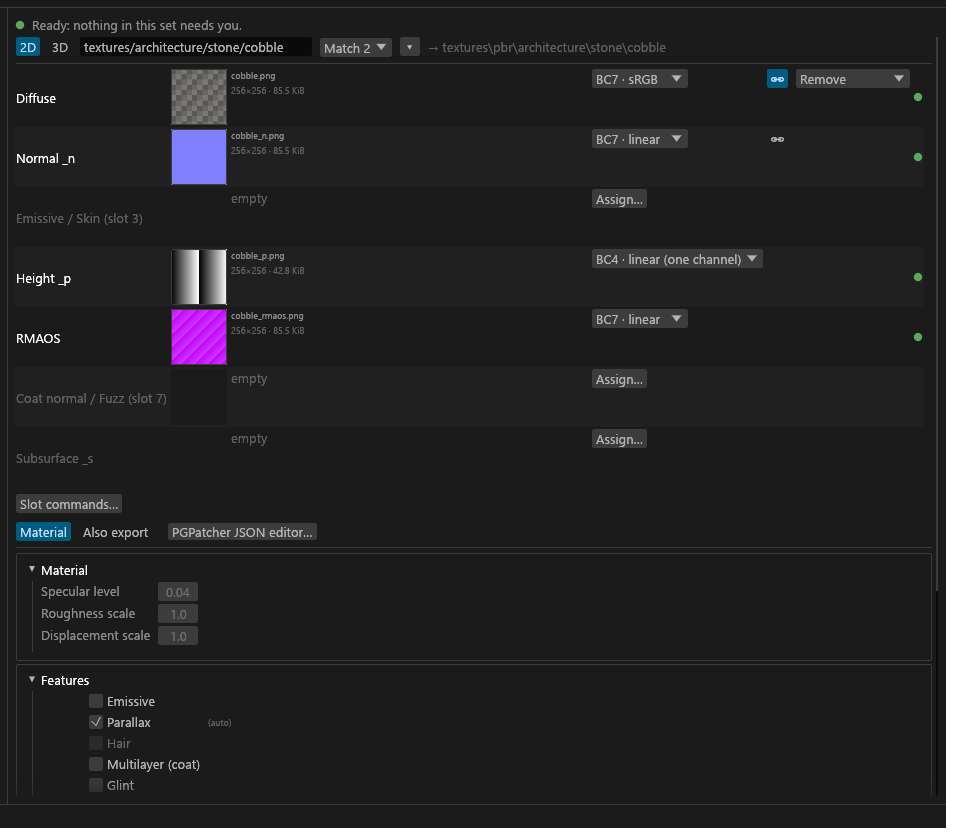 Ready: nothing in this set needs you.
2D 3D textures/architecture/stone/cobble Match 2 → textures\pbr\architecture\stone\cobble
Diffuse cobble.png BC7 · sRGB Remove
256×256 · 85.5 KiB
Normal _n cobble_n.png BC7 · linear
256×256 · 85.5 KiB
Emissive / Skin (slot 3) empty Assign...
Height _p cobble_p.png BC4 · linear (one channel)
256×256 · 42.8 KiB
RMAOS cobble_rmaos.png BC7 · linear
256×256 · 85.5 KiB
Coat normal / Fuzz (slot 7) empty Assign...
Subsurface _s empty Assign...
Slot commands...
Material Also export PGPatcher JSON editor...
Material
Specular level 0.04
Roughness scale 1.0
Displacement scale 1.0
Features
Emissive
Parallax (auto)
Hair
Multilayer (coat)
Glint